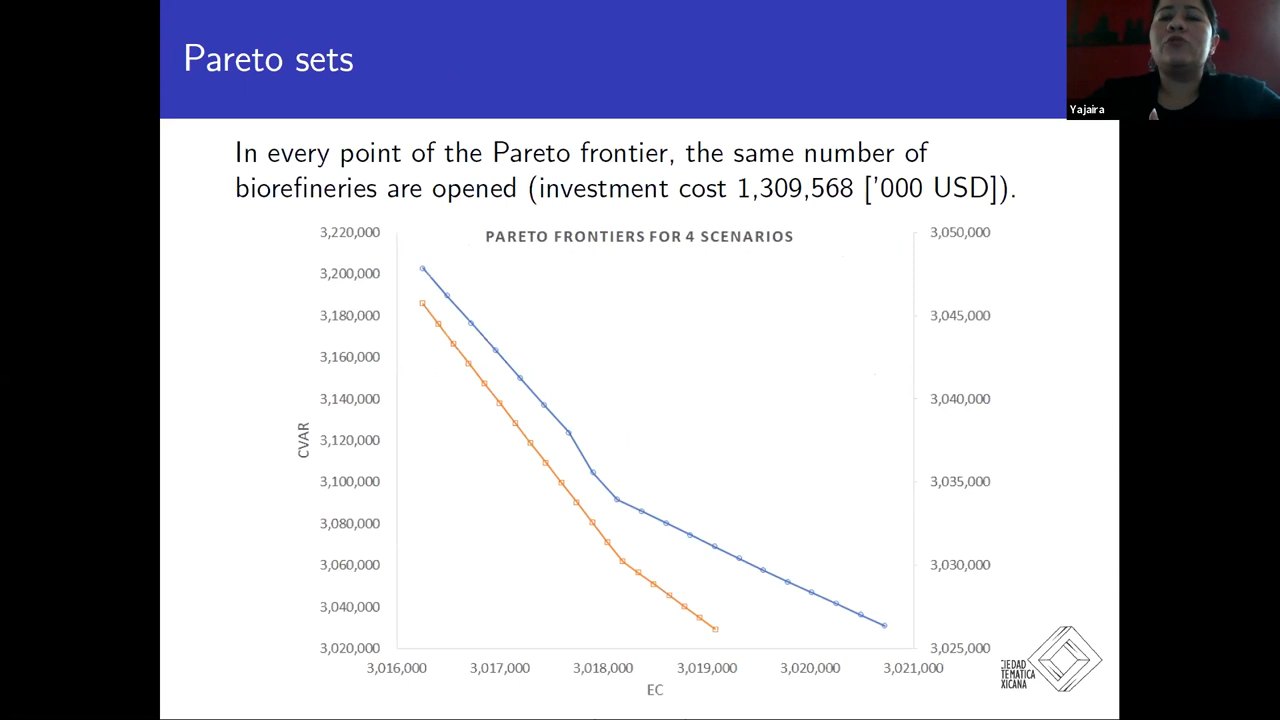 Pareto sets
Yajaira
In every point of the Pareto frontier, the same number of
biorefineries are opened (investment cost 1,309,568 ['000 USD]).
PARETO FRONTIERS FOR 4 SCENARIOS
3,220,000
3,200,000
3,180,000
3,160,000
3,140,000
3,120,000
3,100,000
3,080,000
3,060,000
3,040,000
3,020,000
CVAR
3,050,000
3,045,000
3,040,000
3,035,000
3,030,000
3,025,000
3,016,000 3,017,000 3,018,000 3,019,000 3,020,000 3,021,000
EC
CIEDAD
TEMÁTICA
XICANA